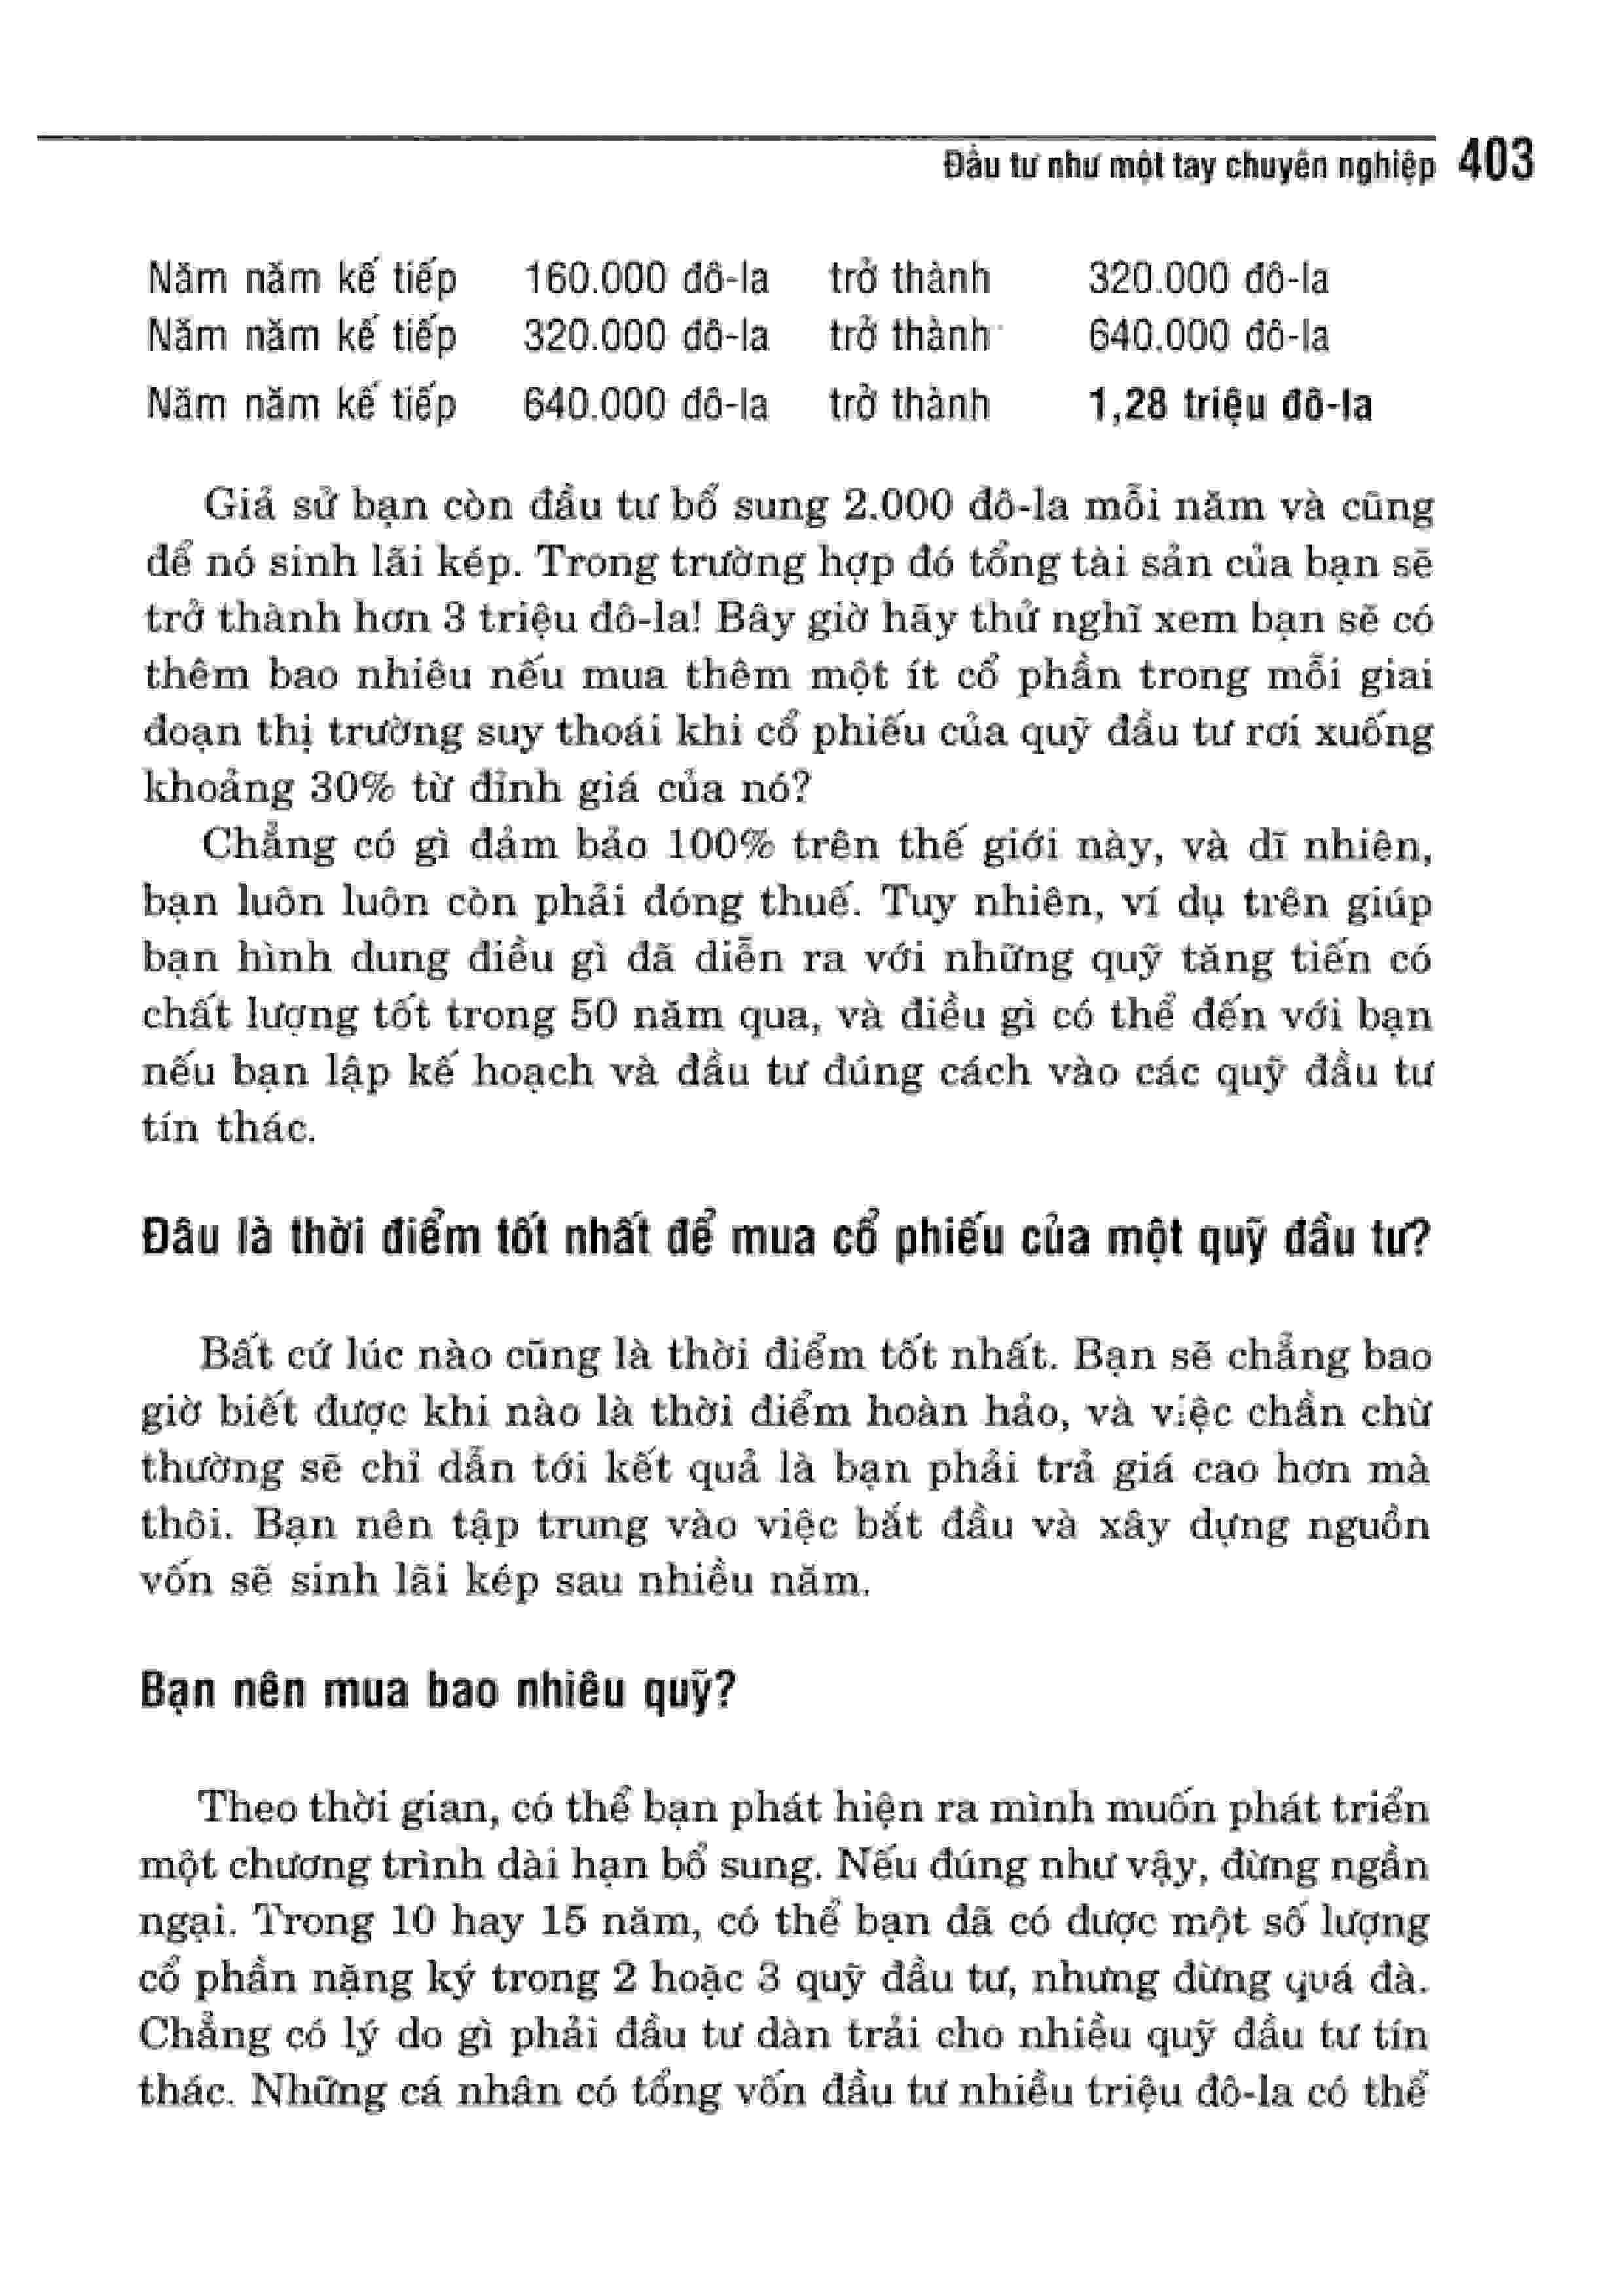 Đầu tư như một tay chuyên nghiệp 403
Năm năm kế tiếp 160.000 đô-la trở thành 320.000 đô-la
Năm năm kế tiếp 320.000 đô-la trở thành 640.000 đô-la
Năm năm kế tiếp 640.000 đô-la trở thành 1,28 triệu đô-la
Giả sử bạn còn đầu tư bổ sung 2.000 đô-la mỗi năm và cũng
để nó sinh lãi kép. Trong trường hợp đó tổng tài sản của bạn sẽ
trở thành hơn 3 triệu đô-la! Bây giờ hãy thử nghĩ xem bạn sẽ có
thêm bao nhiêu nếu mua thêm một ít cổ phần trong mỗi giai
đoạn thị trường suy thoái khi cổ phiếu của quỹ đầu tư rơi xuống
khoảng 30% từ đỉnh giá của nó?
Chẳng có gì đảm bảo 100% trên thế giới này, và dĩ nhiên,
bạn luôn luôn còn phải đóng thuế. Tuy nhiên, ví dụ trên giúp
bạn hình dung điều gì đã diễn ra với những quỹ tăng tiến có
chất lượng tốt trong 50 năm qua, và điều gì có thể đến với bạn
nếu bạn lập kế hoạch và đầu tư đúng cách vào các quỹ đầu tư
tín thác.
Đâu là thời điểm tốt nhất để mua cổ phiếu của một quỹ đầu tư?
Bất cứ lúc nào cũng là thời điểm tốt nhất. Bạn sẽ chẳng bao
giờ biết được khi nào là thời điểm hoàn hảo, và việc chần chừ
thường sẽ chỉ dẫn tới kết quả là bạn phải trả giá cao hơn mà
thôi. Bạn nên tập trung vào việc bắt đầu và xây dựng nguồn
vốn sẽ sinh lãi kép sau nhiều năm.
Bạn nên mua bao nhiêu quỹ?
Theo thời gian, có thể bạn phát hiện ra mình muốn phát triển
một chương trình dài hạn bổ sung. Nếu đúng như vậy, đừng ngần
ngại. Trong 10 hay 15 năm, có thể bạn đã có được một số lượng
cổ phần nặng ký trong 2 hoặc 3 quỹ đầu tư, nhưng đừng quá đà.
Chẳng có lý do gì phải đầu tư dàn trải cho nhiều quỹ đầu tư tín
thác. Những cá nhân có tổng vốn đầu tư nhiều triệu đô-la có thể